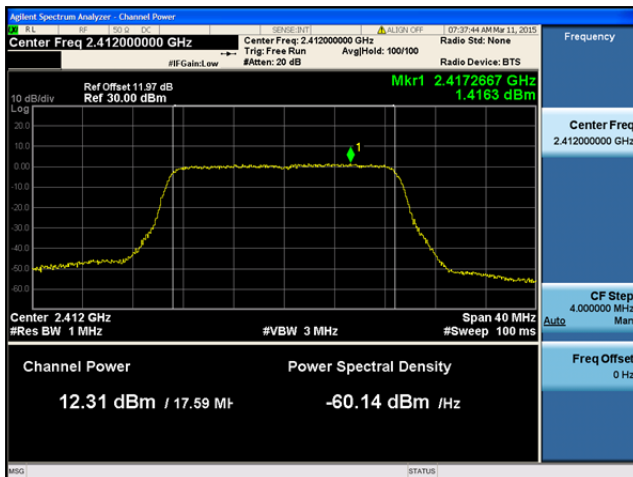 Agilent Spectrum Analyzer - Channel Power
RL RF 50 Ω DC SENSE:INT ALIGN OFF 07:37:44 AM Mar 11, 2015
Center Freq 2.412000000 GHz
Center Freq: 2.412000000 GHz
Radio Std: None
Trig: Free Run Avg|Hold: 100/100
#IFGain:Low
#Atten: 20 dB
Radio Device: BTS
Ref Offset 11.97 dB
Mkr1 2.4172667 GHz
10 dB/div
Ref 30.00 dBm
1.4163 dBm
Log
20.0
10.0
0.00
-10.0
-20.0
-30.0
-40.0
-50.0
-60.0
1
Center 2.412 GHz
Span 40 MHz
#Res BW 1 MHz
#VBW 3 MHz
#Sweep 100 ms
Channel Power
Power Spectral Density
12.31 dBm / 17.59 MH
-60.14 dBm /Hz
MSG
STATUS
Frequency
Center Freq
2.412000000 GHz
CF Step
4.000000 MHz
Auto Man
Freq Offset
0 Hz